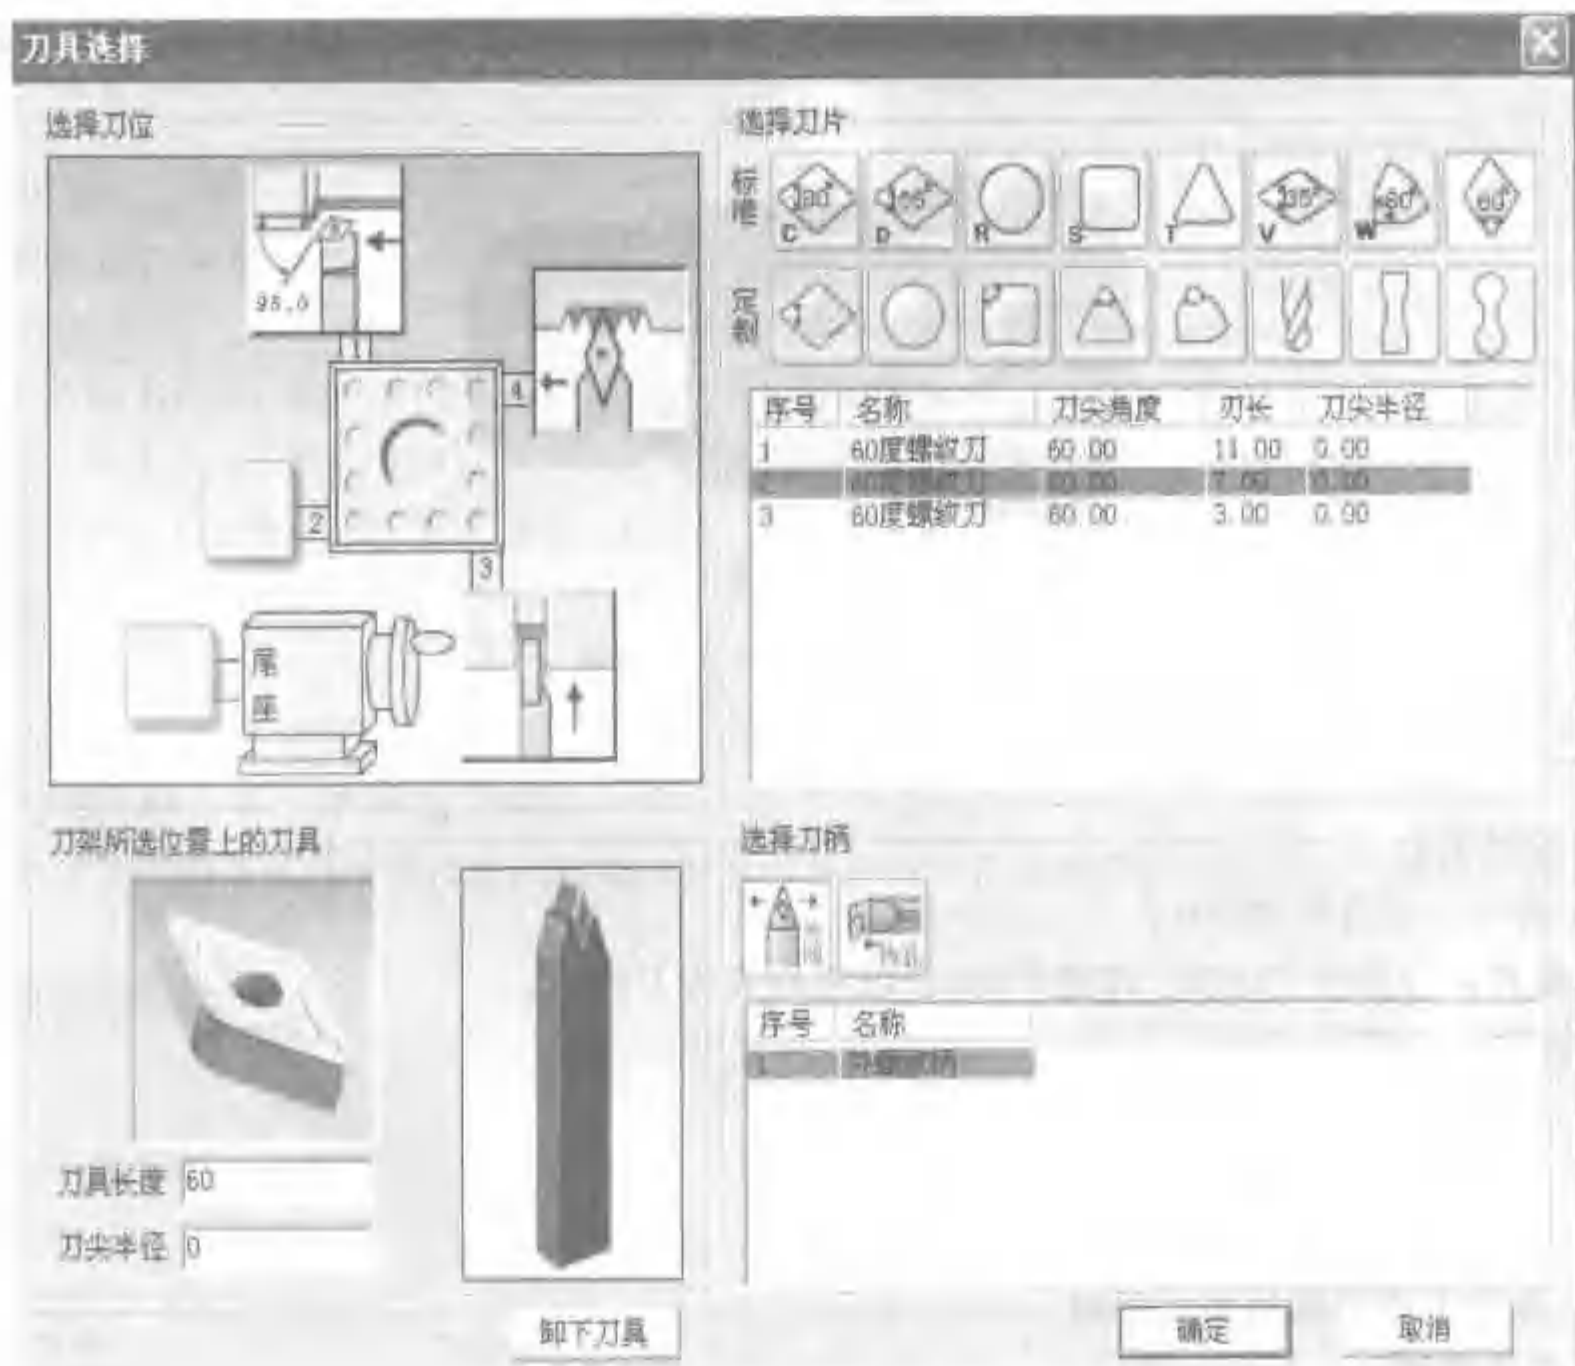 刀具选择
选择刀位
95.0
1
4
2
3
尾
座
选择刀片
标准
80° C
55° D
R
S
T
35° V
W
60°
定制
序号 名称 刀尖角度 刃长 刀尖半径
1 60度螺纹刀 60.00 11.00 0.00
2 60度螺纹刀 60.00 7.00 0.00
3 60度螺纹刀 60.00 3.00 0.00
刀架所选位置上的刀具
刀具长度 60
刀尖半径 0
卸下刀具
选择刀柄
序号 名称
1
确定
取消